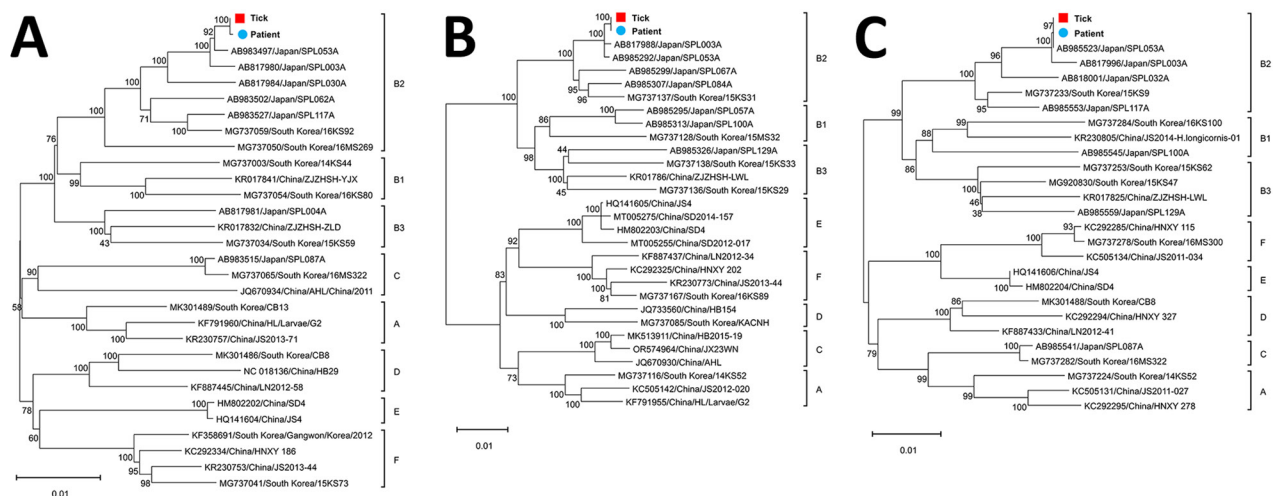 A
100
Tick
92
Patient
100
AB983497/Japan/SPL053A
100
AB817980/Japan/SPL003A
100
AB817984/Japan/SPL030A
B2
AB983502/Japan/SPL062A
100
AB983527/Japan/SPL117A
71
100
MG737059/South Korea/16KS92
76
MG737050/South Korea/16MS269
MG737003/South Korea/14KS44
99
KR017841/China/ZJZHSH-YJX
B1
100
MG737054/South Korea/16KS80
AB817981/Japan/SPL004A
100
KR017832/China/ZJZHSH-ZLD
B3
43
MG737034/South Korea/15KS59
AB983515/Japan/SPL087A
100
90
MG737065/South Korea/16MS322
C
JQ670934/China/AHL/China/2011
58
MK301489/South Korea/CB13
KF791960/China/HL/Larvae/G2
A
100
100
KR230757/China/JS2013-71
MK301486/South Korea/CB8
100
NC 018136/China/HB29
D
100
KF887445/China/LN2012-58
78
HM802202/China/SD4
100
HQ141604/China/JS4
E
60
KF358691/South Korea/Gangwon/Korea/2012
KC292334/China/HNXY 186
100
KR230753/China/JS2013-44
F
95
98
MG737041/South Korea/15KS73
0.01
B
100
Tick
Patient
100
AB817988/Japan/SPL003A
AB985292/Japan/SPL053A
B2
100
AB985299/Japan/SPL067A
AB985307/Japan/SPL084A
95
96
MG737137/South Korea/15KS31
100
AB985295/Japan/SPL057A
100
86
AB985313/Japan/SPL100A
B1
MG737128/South Korea/15MS32
98
44
AB985326/Japan/SPL129A
MG737138/South Korea/15KS33
B3
100
KR01786/China/ZJZHSH-LWL
45
MG737136/South Korea/15KS29
HQ141605/China/JS4
100
MT005275/China/SD2014-157
E
100
HM802203/China/SD4
92
MT005255/China/SD2012-017
KF887437/China/LN2012-34
100
KC292325/China/HNXY 202
F
83
100
KR230773/China/JS2013-44
81
MG737167/South Korea/16KS89
JQ733560/China/HB154
100
MG737085/South Korea/KACNH
D
MK513911/China/HB2015-19
100
OR574964/China/JX23WN
C
100
JQ670930/China/AHL
73
MG737116/South Korea/14KS52
100
KC505142/China/JS2012-020
A
100
KF791955/China/HL/Larvae/G2
0.01
C
97
Tick
Patient
100
AB985523/Japan/SPL053A
96
AB817996/Japan/SPL003A
B2
AB818001/Japan/SPL032A
100
MG737233/South Korea/15KS9
95
AB985553/Japan/SPL117A
99
MG737284/South Korea/16KS100
99
88
KR230805/China/JS2014-H.longicornis-01
B1
AB985545/Japan/SPL100A
86
MG737253/South Korea/15KS62
100
MG920830/South Korea/15KS47
B3
46
KR017825/China/ZJZHSH-LWL
38
AB985559/Japan/SPL129A
93
KC292285/China/HNXY 115
100
MG737278/South Korea/16MS300
F
KC505134/China/JS2011-034
100
HQ141606/China/JS4
100
HM802204/China/SD4
E
MK301488/South Korea/CB8
86
KC292294/China/HNXY 327
D
100
KF887433/China/LN2012-41
79
AB985541/Japan/SPL087A
100
MG737282/South Korea/16MS322
C
99
MG737224/South Korea/14KS52
KC505131/China/JS2011-027
A
99
100
KC292295/China/HNXY 278
0.01